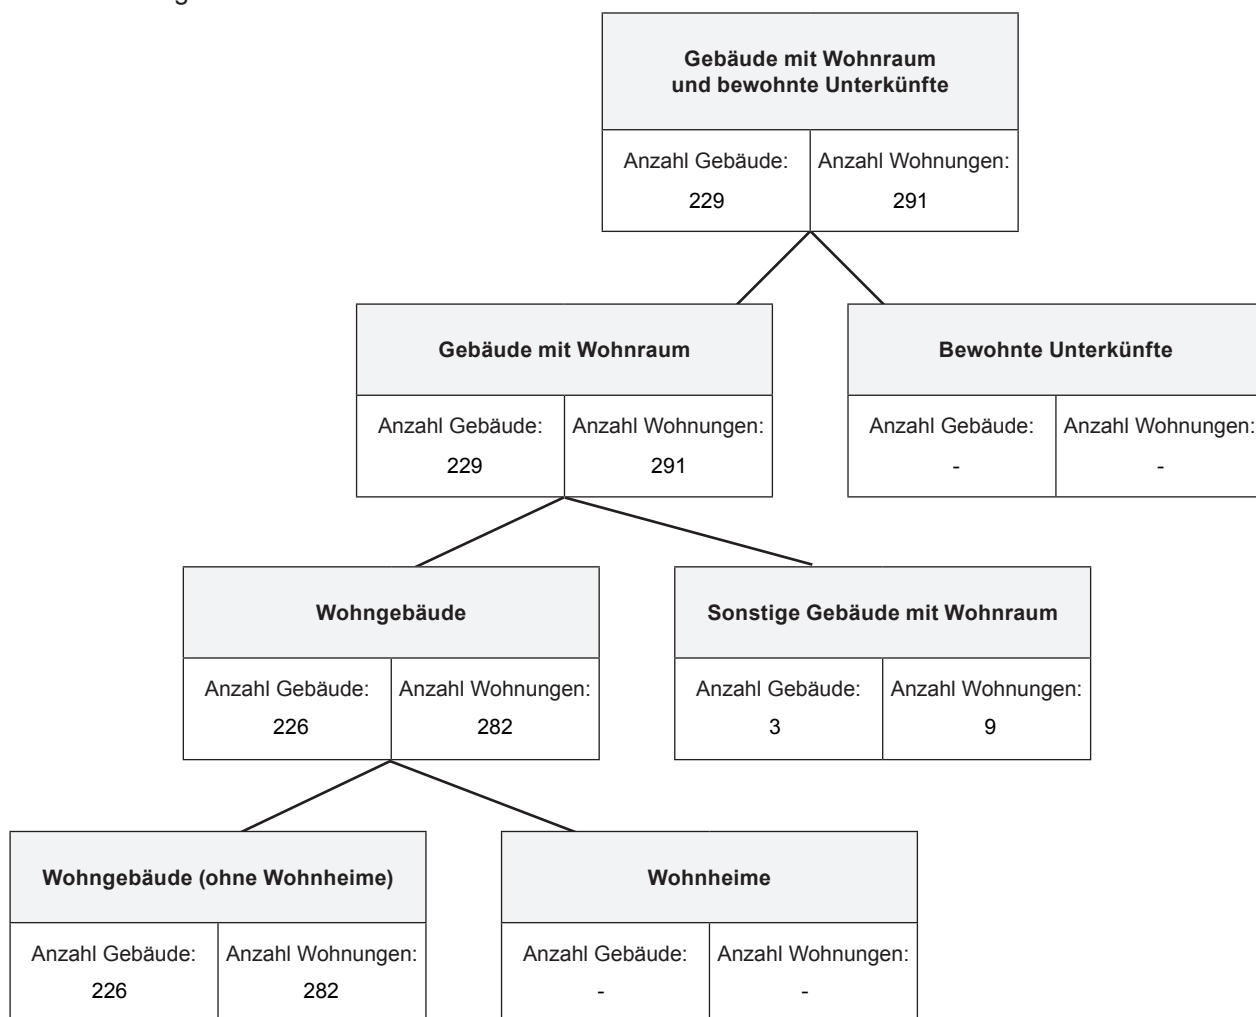 Gebäude mit Wohnraum
und bewohnte Unterkünfte
Anzahl Gebäude: Anzahl Wohnungen:
229 291
Gebäude mit Wohnraum
Anzahl Gebäude: Anzahl Wohnungen:
229 291
Bewohnte Unterkünfte
Anzahl Gebäude: Anzahl Wohnungen:
- -
Wohngebäude
Anzahl Gebäude: Anzahl Wohnungen:
226 282
Sonstige Gebäude mit Wohnraum
Anzahl Gebäude: Anzahl Wohnungen:
3 9
Wohngebäude (ohne Wohnheime)
Anzahl Gebäude: Anzahl Wohnungen:
226 282
Wohnheime
Anzahl Gebäude: Anzahl Wohnungen:
- -